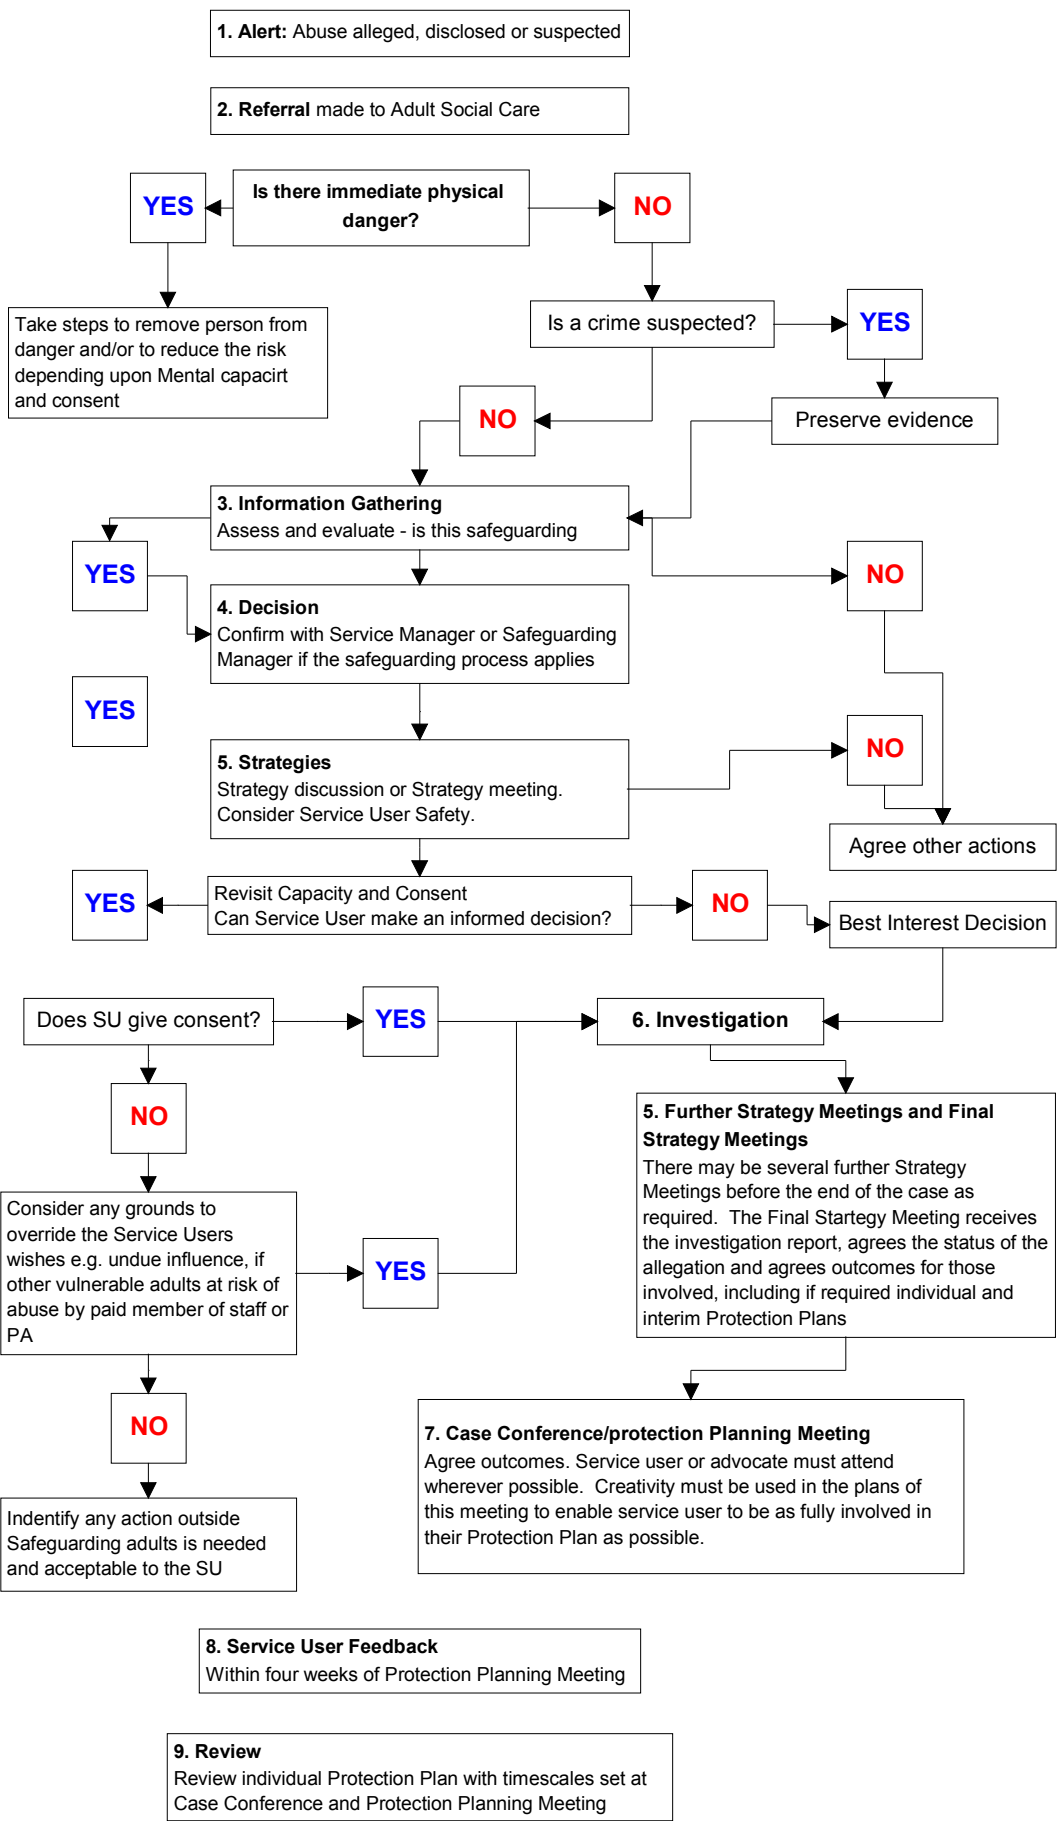 1. Alert: Abuse alleged, disclosed or suspected
2. Referral made to Adult Social Care
YES
Is there immediate physical
danger?
NO
Take steps to remove person from
danger and/or to reduce the risk
depending upon Mental capacirt
and consent
Is a crime suspected?
YES
NO
Preserve evidence
3. Information Gathering
Assess and evaluate - is this safeguarding
YES
NO
4. Decision
Confirm with Service Manager or Safeguarding
Manager if the safeguarding process applies
YES
5. Strategies
Strategy discussion or Strategy meeting.
Consider Service User Safety.
NO
Agree other actions
YES
Revisit Capacity and Consent
Can Service User make an informed decision?
NO
Best Interest Decision
Does SU give consent?
YES
6. Investigation
NO
5. Further Strategy Meetings and Final
Strategy Meetings
There may be several further Strategy
Meetings before the end of the case as
required.  The Final Startegy Meeting receives
the investigation report, agrees the status of the
allegation and agrees outcomes for those
involved, including if required individual and
interim Protection Plans
Consider any grounds to
override the Service Users
wishes e.g. undue influence, if
other vulnerable adults at risk of
abuse by paid member of staff or
PA
YES
NO
7. Case Conference/protection Planning Meeting
Agree outcomes. Service user or advocate must attend
wherever possible.  Creativity must be used in the plans of
this meeting to enable service user to be as fully involved in
their Protection Plan as possible.
Indentify any action outside
Safeguarding adults is needed
and acceptable to the SU
8. Service User Feedback
Within four weeks of Protection Planning Meeting
9. Review
Review individual Protection Plan with timescales set at
Case Conference and Protection Planning Meeting